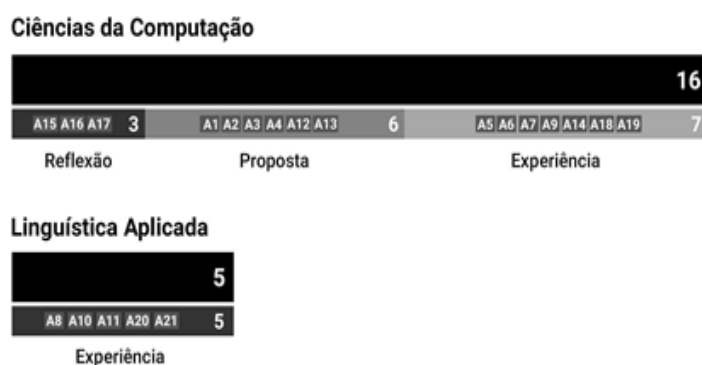 Ciências da Computação
16
A15 A16 A17 3 A1 A2 A3 A4 A12 A13 6 A5 A6 A7 A9 A14 A18 A19 7
Reflexão Proposta Experiência
Linguística Aplicada
5
A8 A10 A11 A20 A21 5
Experiência